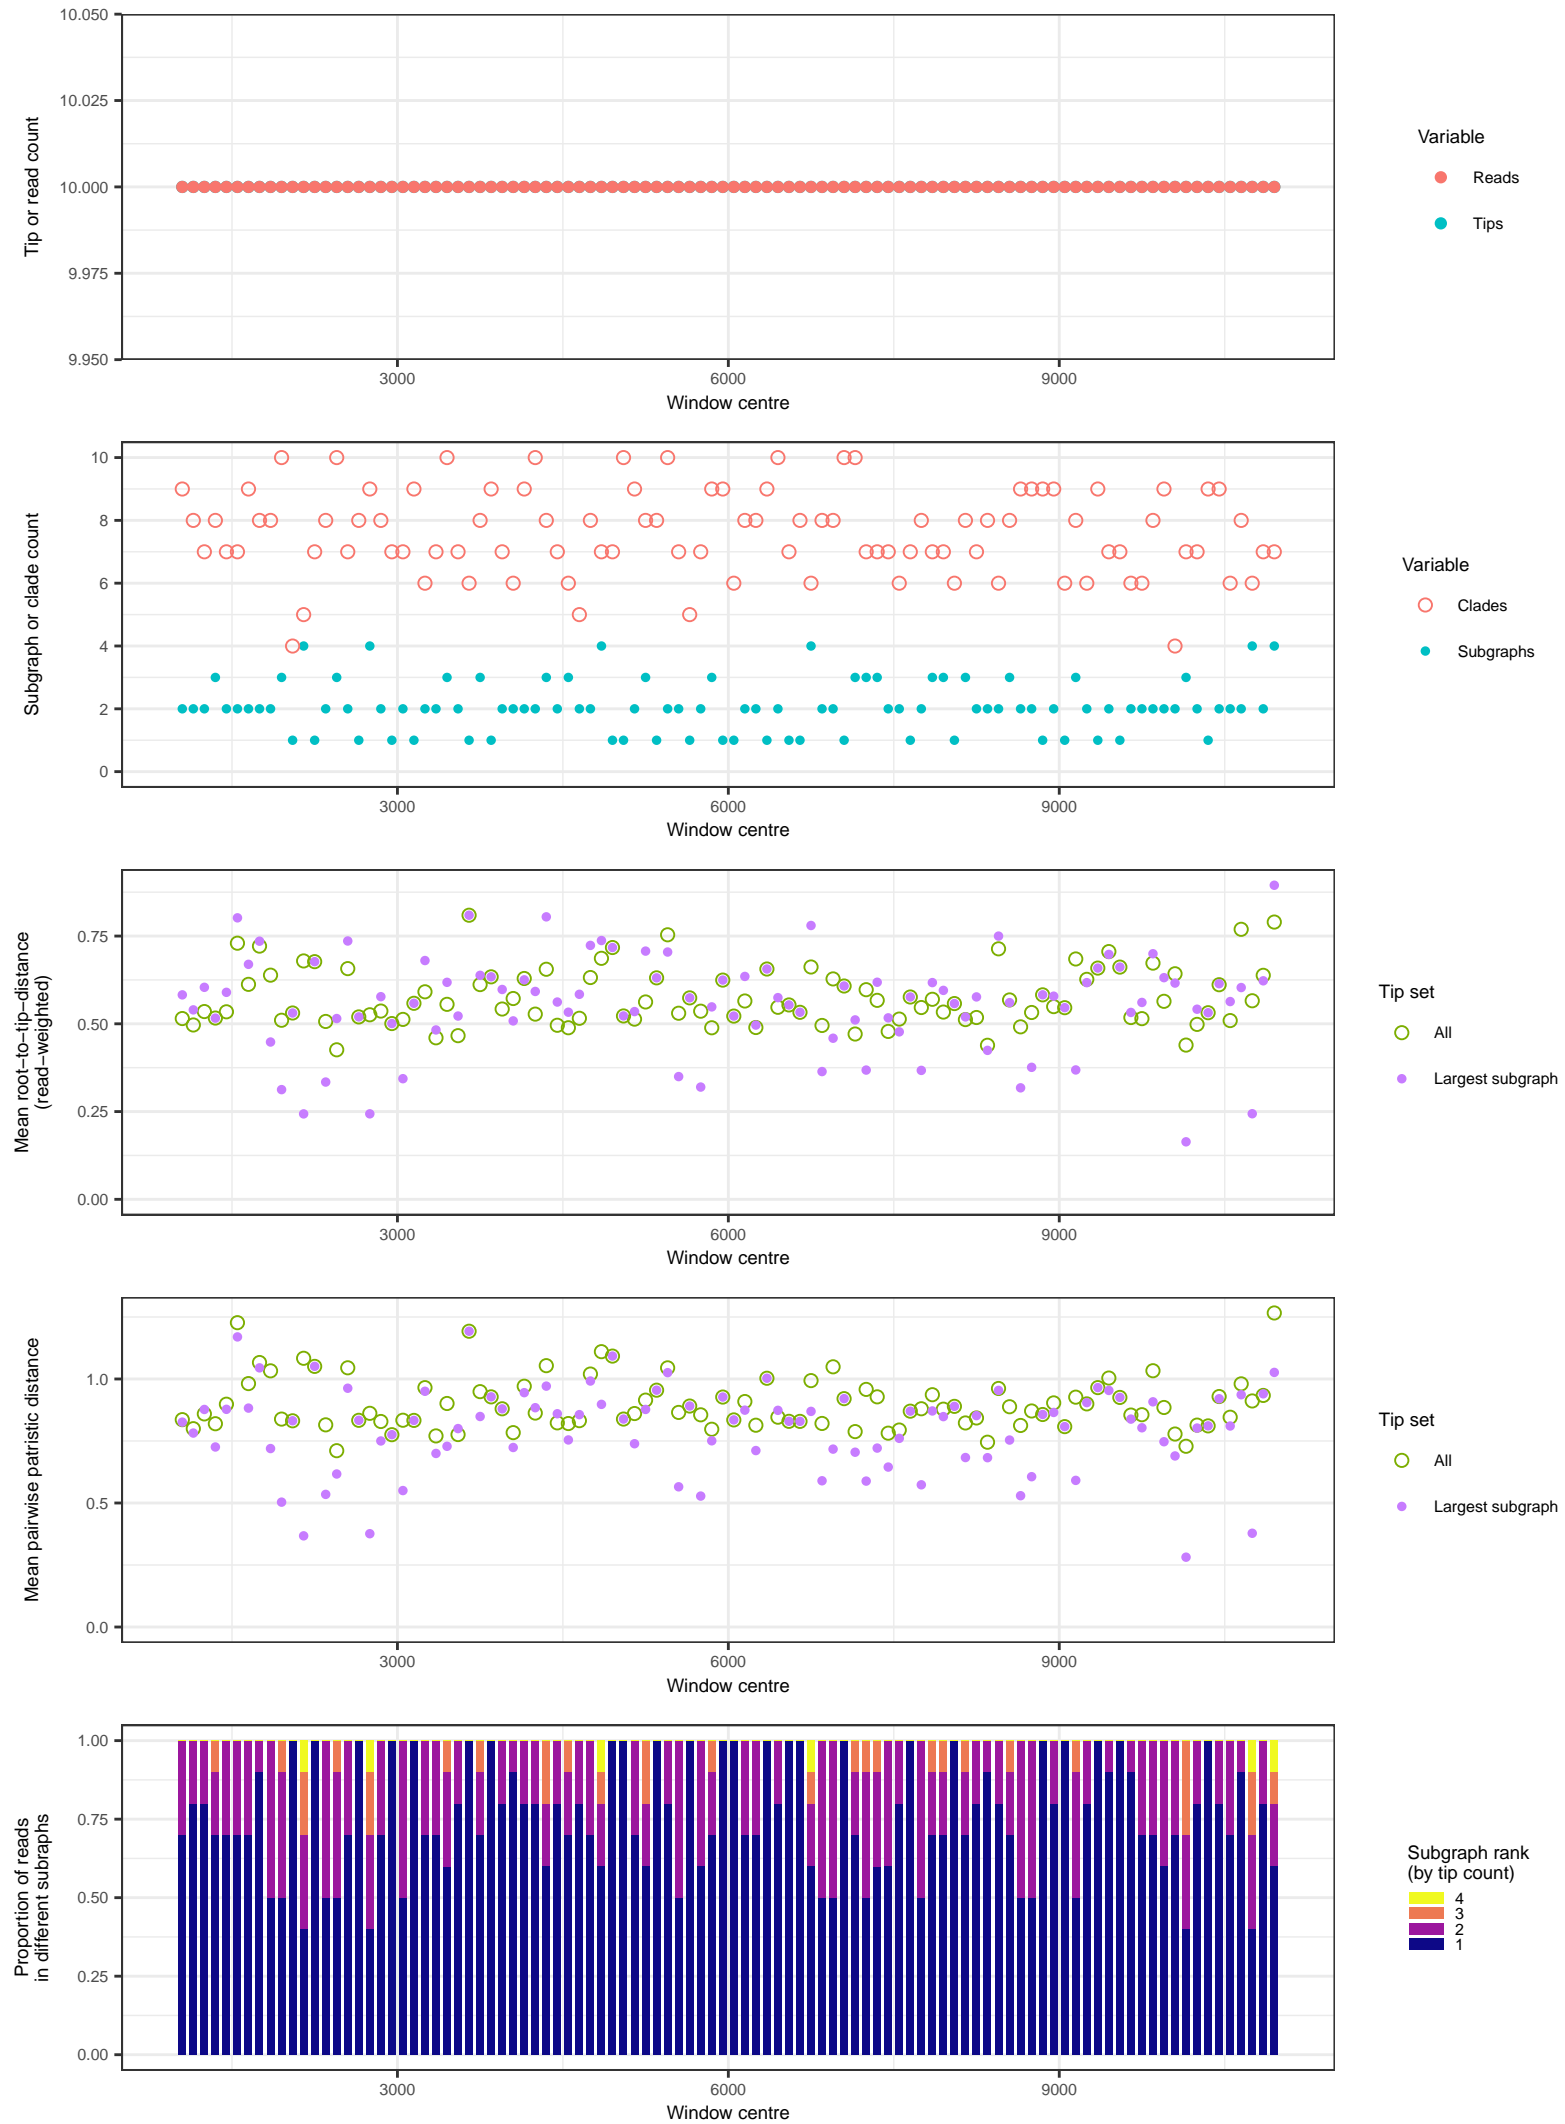 10.050
10.025
10.000
9.975
9.950
Tip or read count
3000 6000 9000
Window centre
Variable
Reads
Tips
10
8
6
4
2
0
Subgraph or clade count
3000 6000 9000
Window centre
Variable
Clades
Subgraphs
0.75
0.50
0.25
0.00
Mean root−to−tip−distance
(read−weighted)
3000 6000 9000
Window centre
Tip set
All
Largest subgraph
1.0
0.5
0.0
Mean pairwise patristic distance
3000 6000 9000
Window centre
Tip set
All
Largest subgraph
1.00
0.75
0.50
0.25
0.00
Proportion of reads
in different subraphs
3000 6000 9000
Window centre
Subgraph rank
(by tip count)
4
3
2
1